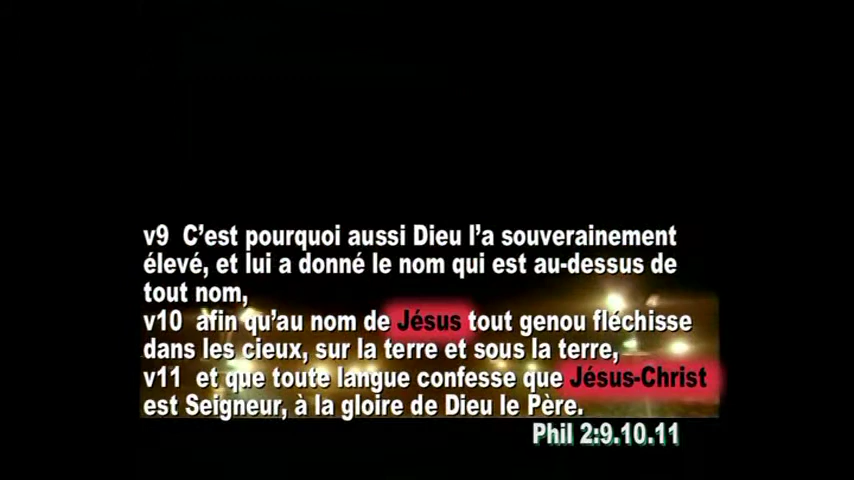 v9 C'est pourquoi aussi Dieu l'a souverainement
élevé, et lui a donné le nom qui est au-dessus de
tout nom,
v10 afin qu'au nom de Jésus tout genou fléchisse
dans les cieux, sur la terre et sous la terre,
v11 et que toute langue confesse que Jésus-Christ
est Seigneur, à la gloire de Dieu le Père.
Phil 2:9.10.11